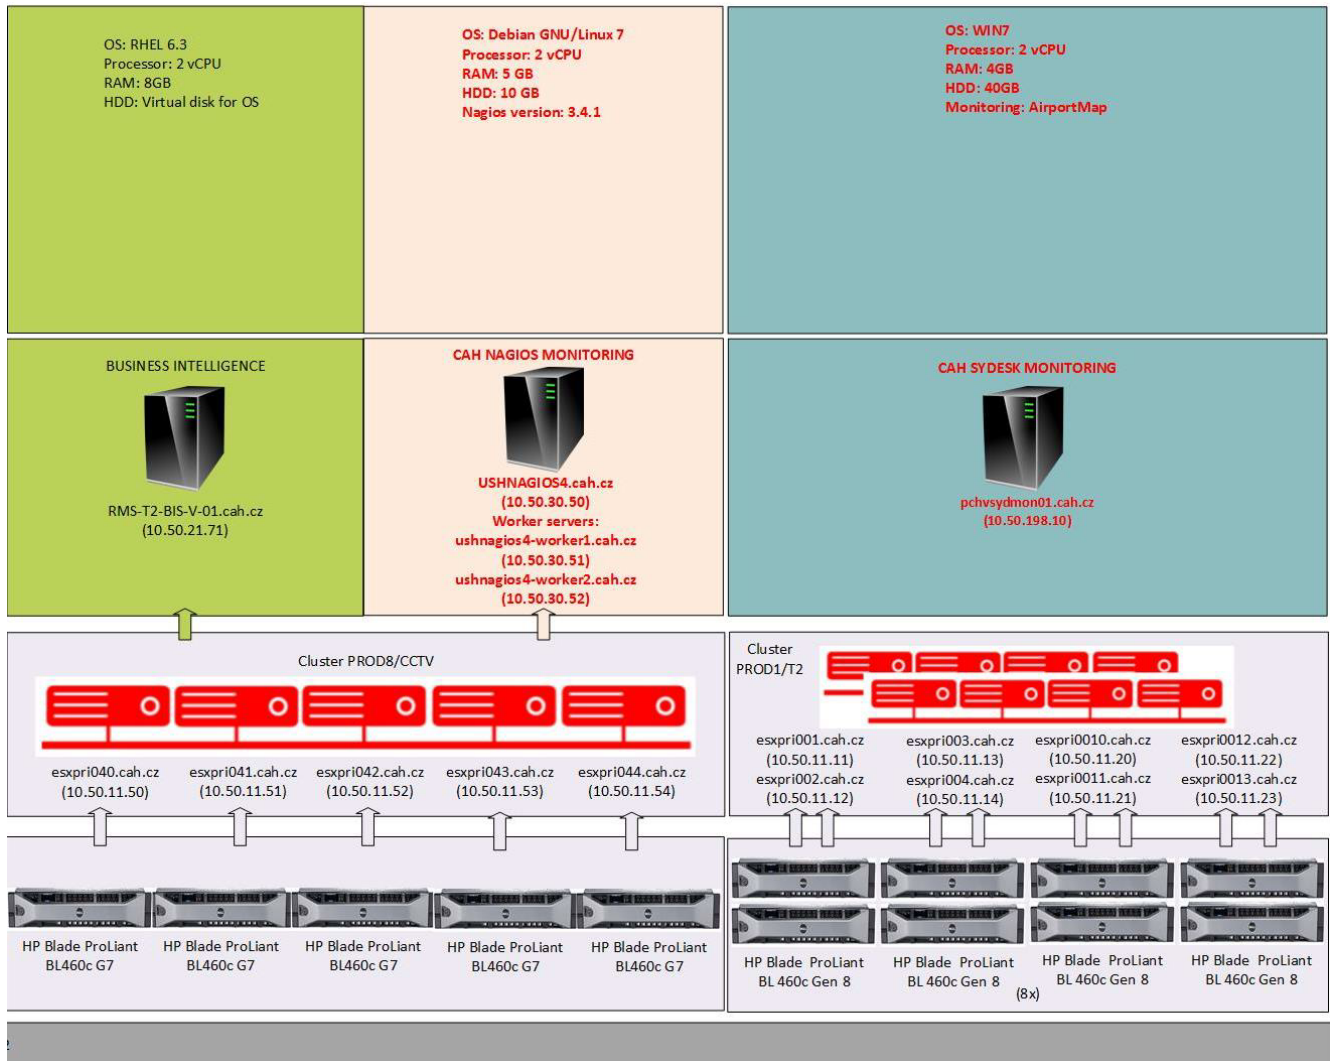 OS: RHEL 6.3
Processor: 2 vCPU
RAM: 8GB
HDD: Virtual disk for OS
OS: Debian GNU/Linux 7
Processor: 2 vCPU
RAM: 5 GB
HDD: 10 GB
Nagios version: 3.4.1
OS: WIN7
Processor: 2 vCPU
RAM: 4GB
HDD: 40GB
Monitoring: AirportMap
BUSINESS INTELLIGENCE
RMS-T2-BIS-V-01.cah.cz
(10.50.21.71)
CAH NAGIOS MONITORING
USHNAGIOS4.cah.cz
(10.50.30.50)
Worker servers:
ushnagios4-worker1.cah.cz
(10.50.30.51)
ushnagios4-worker2.cah.cz
(10.50.30.52)
CAH SYDESK MONITORING
pchvsydmon01.cah.cz
(10.50.198.10)
Cluster PROD8/CCTV
esxpri040.cah.cz
(10.50.11.50)
esxpri041.cah.cz
(10.50.11.51)
esxpri042.cah.cz
(10.50.11.52)
esxpri043.cah.cz
(10.50.11.53)
esxpri044.cah.cz
(10.50.11.54)
Cluster
PROD1/T2
esxpri001.cah.cz
(10.50.11.11)
esxpri002.cah.cz
(10.50.11.12)
esxpri003.cah.cz
(10.50.11.13)
esxpri004.cah.cz
(10.50.11.14)
esxpri0010.cah.cz
(10.50.11.20)
esxpri0011.cah.cz
(10.50.11.21)
esxpri0012.cah.cz
(10.50.11.22)
esxpri0013.cah.cz
(10.50.11.23)
HP Blade ProLiant
BL460c G7
HP Blade ProLiant
BL460c G7
HP Blade ProLiant
BL460c G7
HP Blade ProLiant
BL460c G7
HP Blade ProLiant
BL460c G7
HP Blade ProLiant
BL 460c Gen 8
HP Blade ProLiant
BL 460c Gen 8
HP Blade ProLiant
BL 460c Gen 8
HP Blade ProLiant
BL 460c Gen 8
(8x)